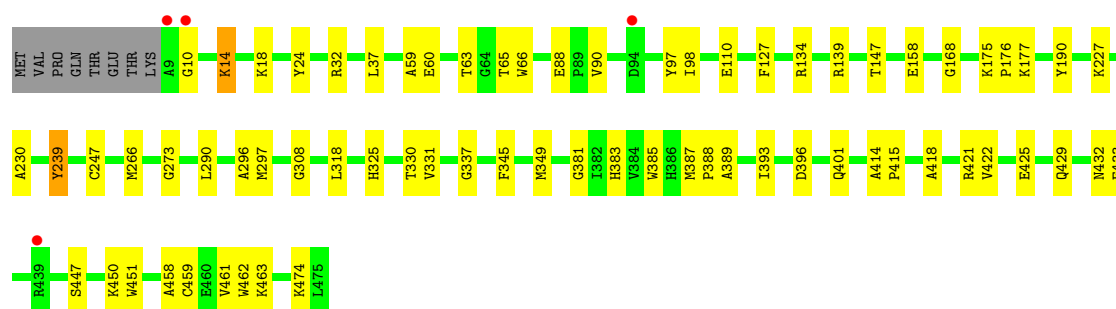 MET VAL PRO GLN THR GLU THR LYS A9 G10 K14 K18 Y24 R32 L37 A59 E60 T63 G64 T65 W66 E88 P89 V90 D94 Y97 I98 E110 F127 R134 R139 T147 E158 G168 K175 P176 K177 Y190 K227
A230 Y239 C247 M266 G273 L290 A296 M297 G308 L318 H325 T330 V331 G337 F345 M349 G381 I382 H383 V384 W385 H386 M387 P388 A389 I393 D396 Q401 A414 P415 A418 R421 V422 E425 Q429 N432
R439 S447 K450 W451 A458 C459 E460 V461 W462 K463 K474 L475